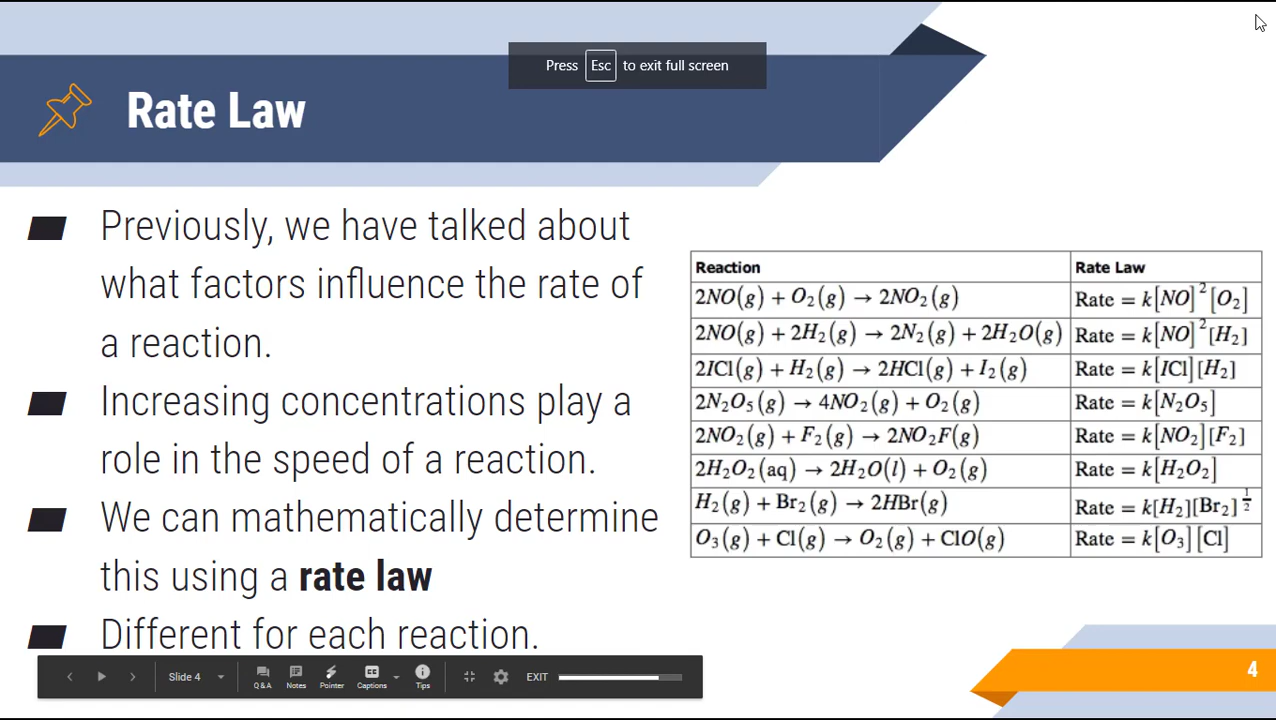 Press Esc to exit full screen
Rate Law
Previously, we have talked about
what factors influence the rate of
a reaction.
Increasing concentrations play a
role in the speed of a reaction.
We can mathematically determine
this using a rate law
Different for each reaction.
Reaction Rate Law
2NO(g) + O₂(g) → 2NO₂(g) Rate = k[NO]²[O₂]
2NO(g) + 2H₂(g) → 2N₂(g) + 2H₂O(g) Rate = k[NO]²[H₂]
2ICl(g) + H₂(g) → 2HCl(g) + I₂(g) Rate = k[ICl][H₂]
2N₂O₅(g) → 4NO₂(g) + O₂(g) Rate = k[N₂O₅]
2NO₂(g) + F₂(g) → 2NO₂F(g) Rate = k[NO₂][F₂]
2H₂O₂(aq) → 2H₂O(l) + O₂(g) Rate = k[H₂O₂]
H₂(g) + Br₂(g) → 2HBr(g) Rate = k[H₂][Br₂]^½
O₃(g) + Cl(g) → O₂(g) + ClO(g) Rate = k[O₃][Cl]
4
Slide 4 Q&A Notes Pointer CC Captions Tips EXIT